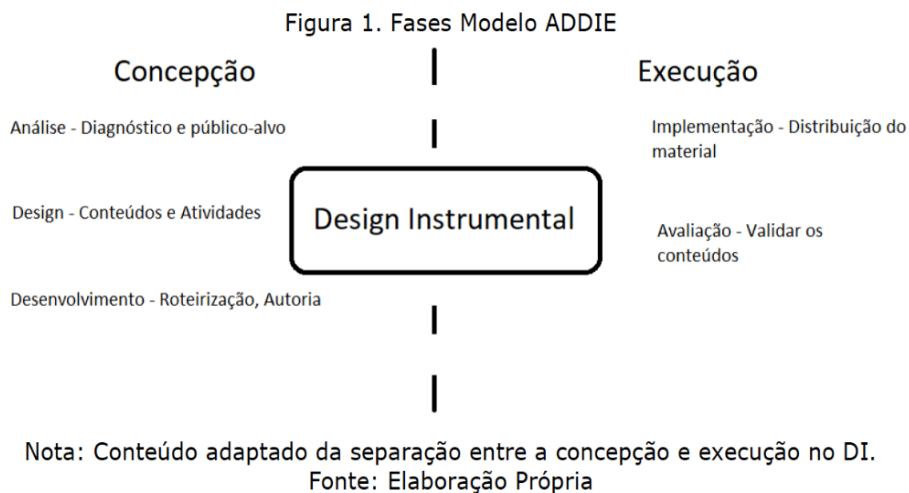 Figura 1. Fases Modelo ADDIE
Concepção
Execução
Análise - Diagnóstico e público-alvo
Implementação - Distribuição do
material
Design - Conteúdos e Atividades
Design Instrumental
Avaliação - Validar os
conteúdos
Desenvolvimento - Roteirização, Autoria
Nota: Conteúdo adaptado da separação entre a concepção e execução no DI.
Fonte: Elaboração Própria